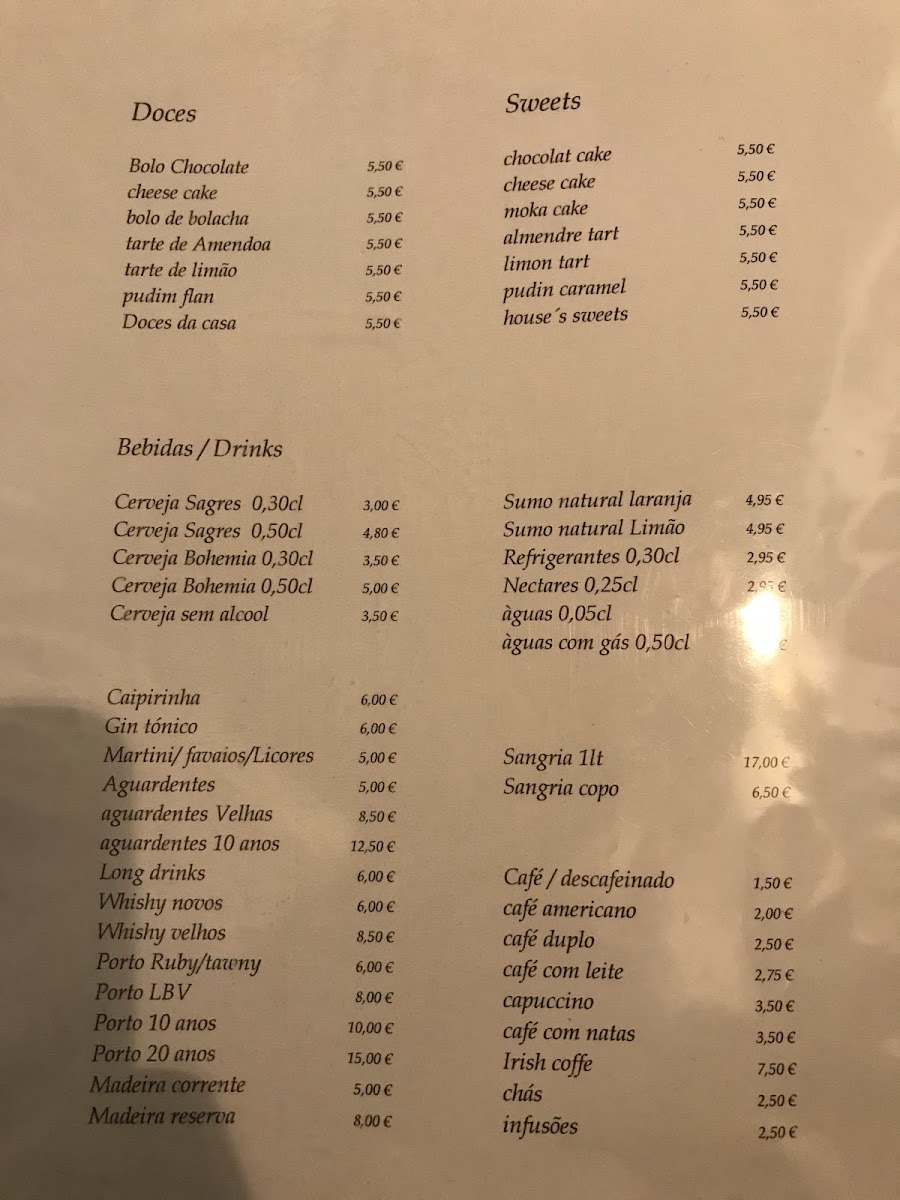 Doces
Bolo Chocolate 5,50 €
cheese cake 5,50 €
bolo de bolacha 5,50 €
tarte de Amendoa 5,50 €
tarte de limão 5,50 €
pudim flan 5,50 €
Doces da casa 5,50 €
Sweets
chocolat cake 5,50 €
cheese cake 5,50 €
moka cake 5,50 €
almendre tart 5,50 €
limon tart 5,50 €
pudin caramel 5,50 €
house´s sweets 5,50 €
Bebidas / Drinks
Cerveja Sagres 0,30cl 3,00 €
Cerveja Sagres 0,50cl 4,80 €
Cerveja Bohemia 0,30cl 3,50 €
Cerveja Bohemia 0,50cl 5,00 €
Cerveja sem alcool 3,50 €
Caipirinha 6,00 €
Gin tónico 6,00 €
Martini/ favaios/Licores 5,00 €
Aguardentes 5,00 €
aguardentes Velhas 8,50 €
aguardentes 10 anos 12,50 €
Long drinks 6,00 €
Whishy novos 6,00 €
Whishy velhos 8,50 €
Porto Ruby/tawny 6,00 €
Porto LBV 8,00 €
Porto 10 anos 10,00 €
Porto 20 anos 15,00 €
Madeira corrente 5,00 €
Madeira reserva 8,00 €
Sumo natural laranja 4,95 €
Sumo natural Limão 4,95 €
Refrigerantes 0,30cl 2,95 €
Nectares 0,25cl 2,95 €
àguas 0,05cl
àguas com gás 0,50cl €
Sangria 1lt 17,00 €
Sangria copo 6,50 €
Café / descafeinado 1,50 €
café americano 2,00 €
café duplo 2,50 €
café com leite 2,75 €
capuccino 3,50 €
café com natas 3,50 €
Irish coffe 7,50 €
chás 2,50 €
infusões 2,50 €